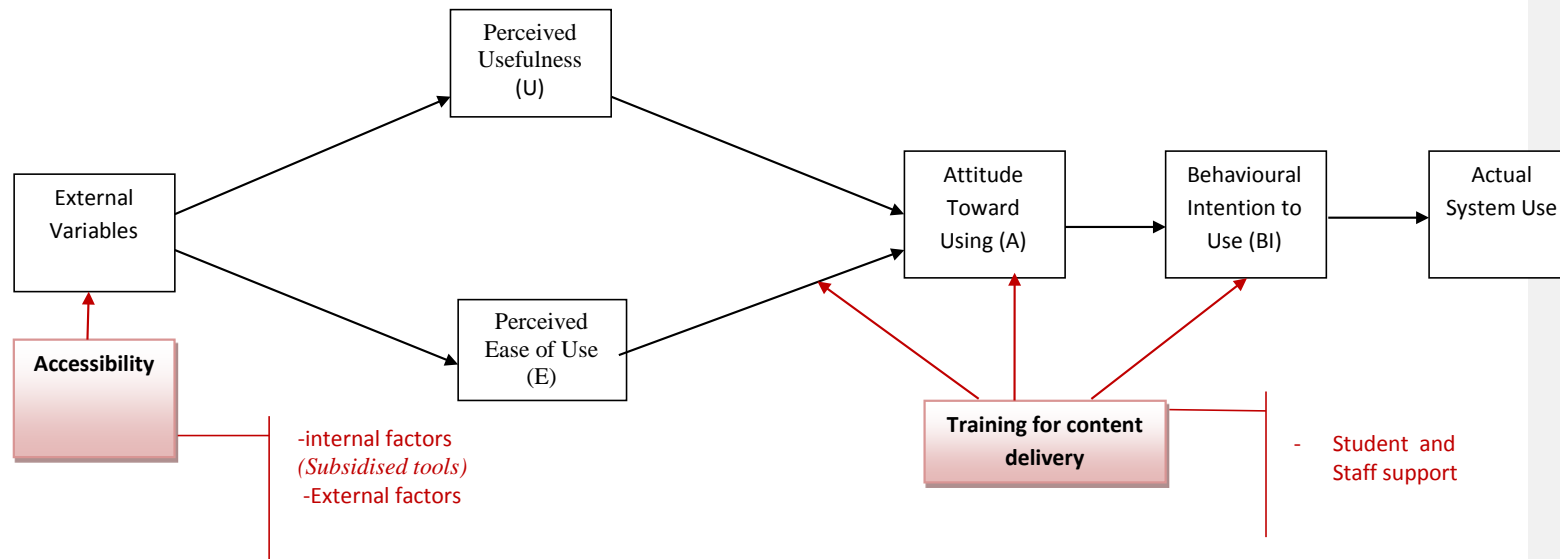 Perceived
Usefulness
(U)
External
Variables
Attitude
Toward
Using (A)
Behavioural
Intention to
Use (BI)
Actual
System Use
Perceived
Ease of Use
(E)
Accessibility
-internal factors
(Subsidised tools)
-External factors
Training for content
delivery
- Student and
Staff support